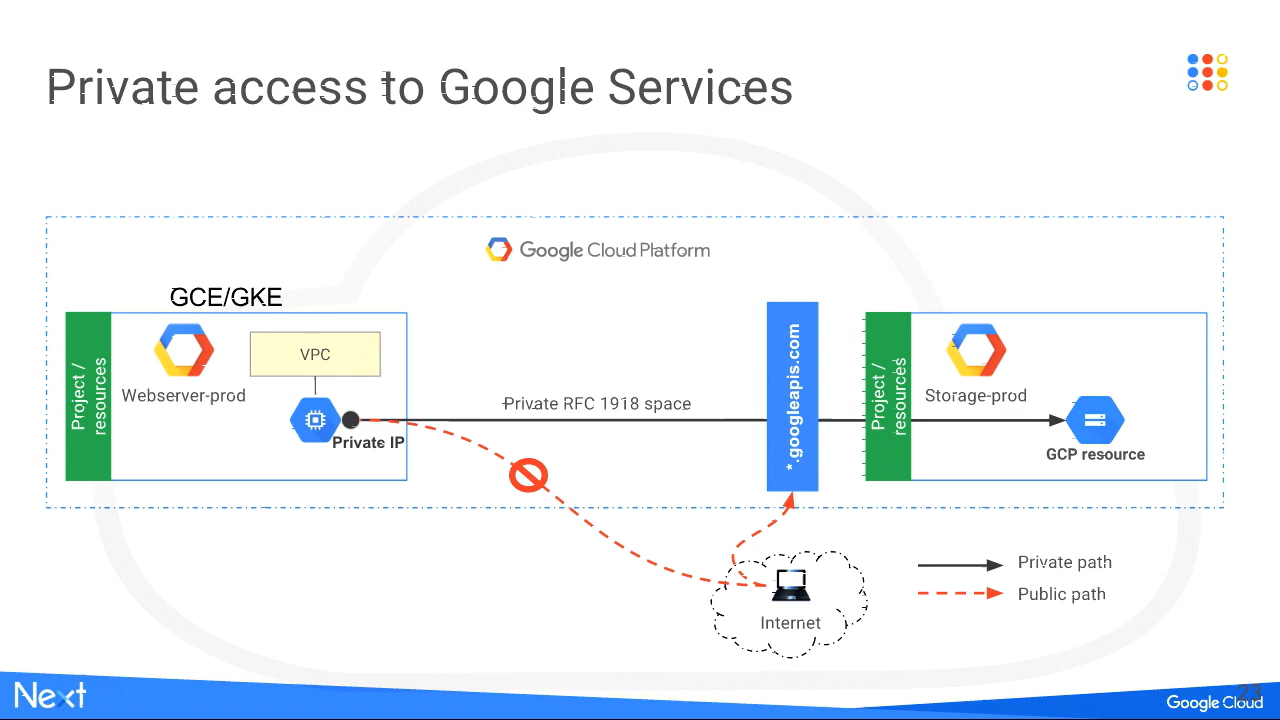 Private access to Google Services
Google Cloud Platform
GCE/GKE
Project /
resources
Webserver-prod
VPC
Private IP
Private RFC 1918 space
*.googleapis.com
Project /
resources
Storage-prod
GCP resource
Internet
Private path
Public path
Next
Google Cloud
23